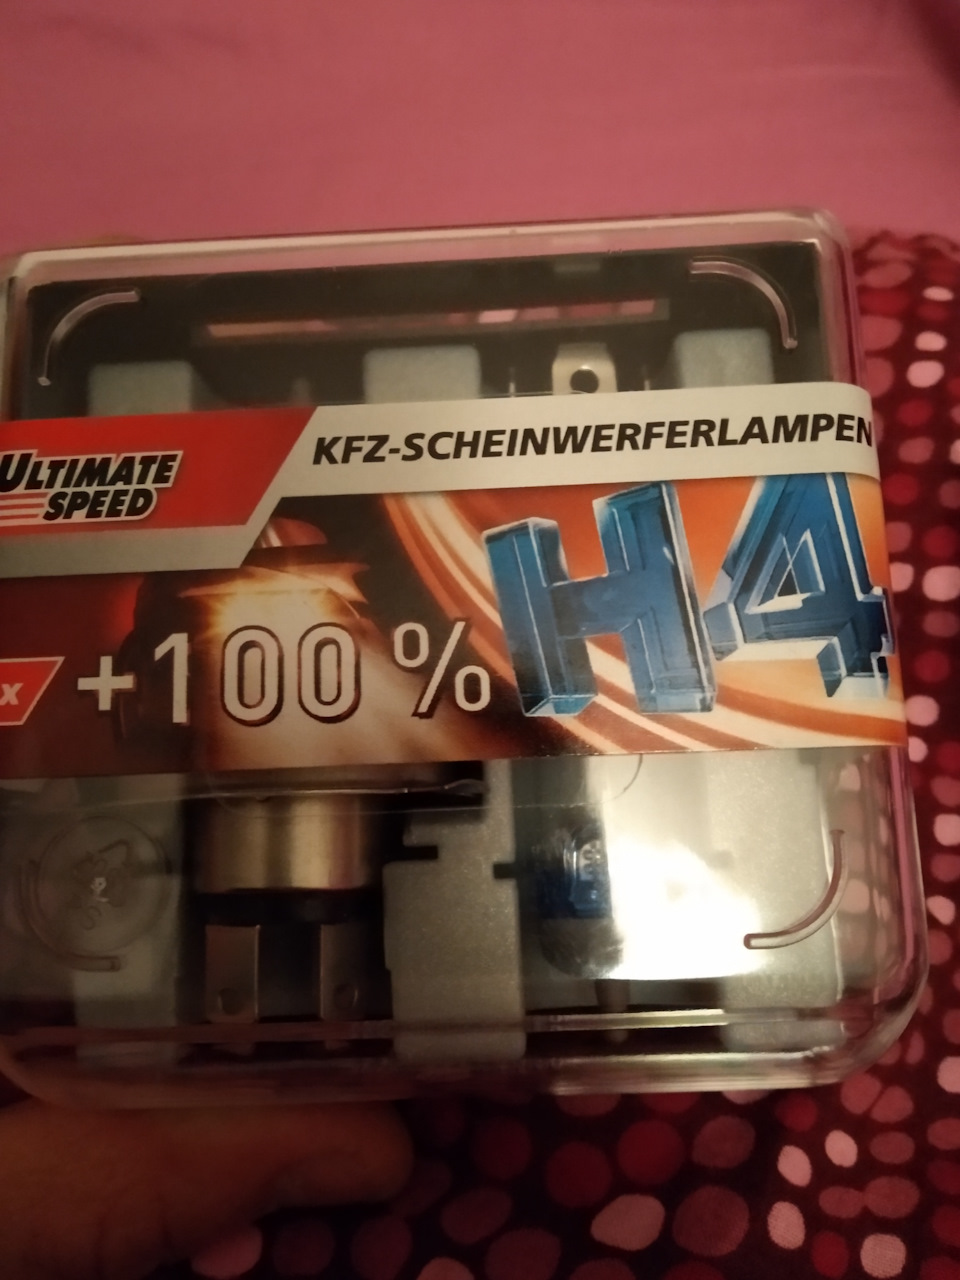 ULTIMATE
SPEED
KFZ-SCHEINWERFERLAMPEN
H4
x +100 %